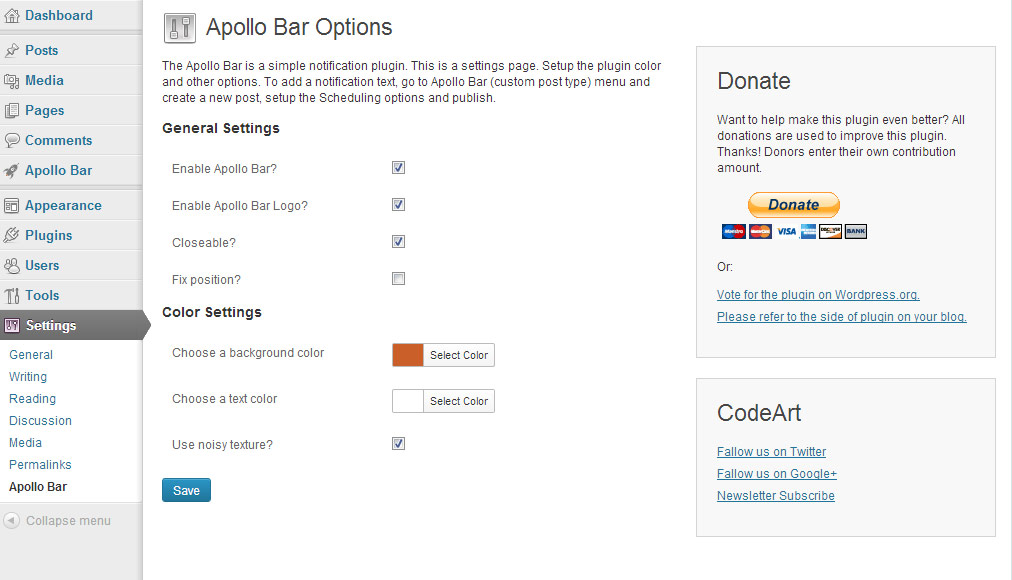 Dashboard
Posts
Media
Pages
Comments
Apollo Bar
Appearance
Plugins
Users
Tools
Settings
General
Writing
Reading
Discussion
Media
Permalinks
Apollo Bar
Collapse menu
Apollo Bar Options
The Apollo Bar is a simple notification plugin. This is a settings page. Setup the plugin color
and other options. To add a notification text, go to Apollo Bar (custom post type) menu and
create a new post, setup the Scheduling options and publish.
General Settings
Enable Apollo Bar?
Enable Apollo Bar Logo?
Closeable?
Fix position?
Color Settings
Choose a background color
Select Color
Choose a text color
Select Color
Use noisy texture?
Save
Donate
Want to help make this plugin even better? All
donations are used to improve this plugin.
Thanks! Donors enter their own contribution
amount.
Donate
Maestro MasterCard VISA DISCOVER BANK
Or:
Vote for the plugin on Wordpress.org.
Please refer to the side of plugin on your blog.
CodeArt
Fallow us on Twitter
Fallow us on Google+
Newsletter Subscribe